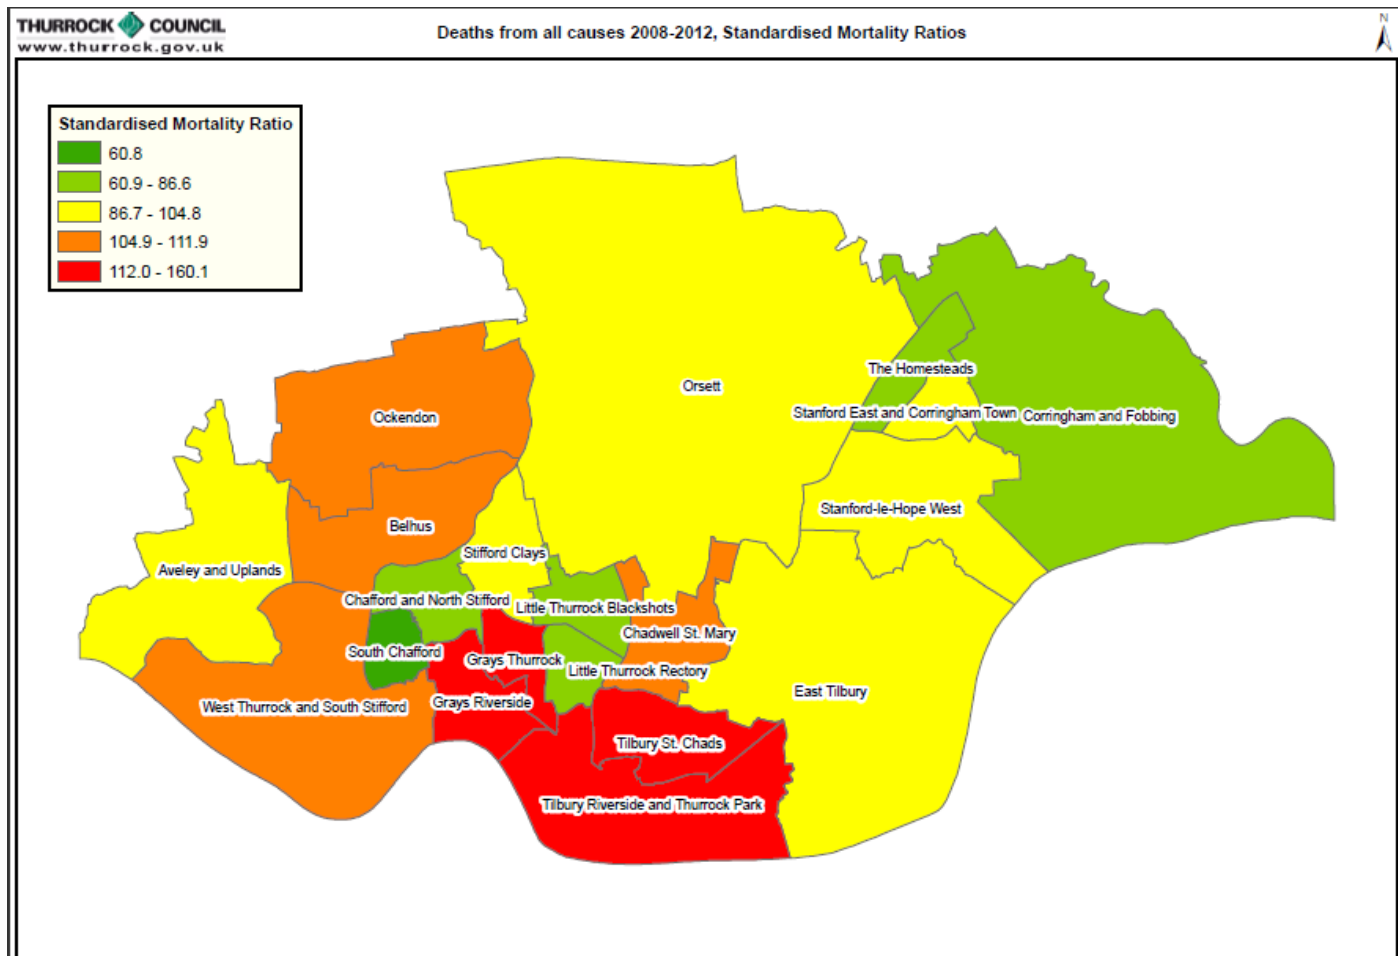 THURROCK COUNCIL
www.thurrock.gov.uk
Deaths from all causes 2008-2012, Standardised Mortality Ratios
N
Standardised Mortality Ratio
60.8
60.9 - 86.6
86.7 - 104.8
104.9 - 111.9
112.0 - 160.1
The Homesteads
Orsett
Stanford East and Corringham Town
Corringham and Fobbing
Ockendon
Stanford-le-Hope West
Belhus
Stifford Clays
Aveley and Uplands
Chafford and North Stifford
Little Thurrock Blackshots
Chadwell St. Mary
South Chafford
Grays Thurrock
Little Thurrock Rectory
East Tilbury
West Thurrock and South Stifford
Grays Riverside
Tilbury St. Chads
Tilbury Riverside and Thurrock Park